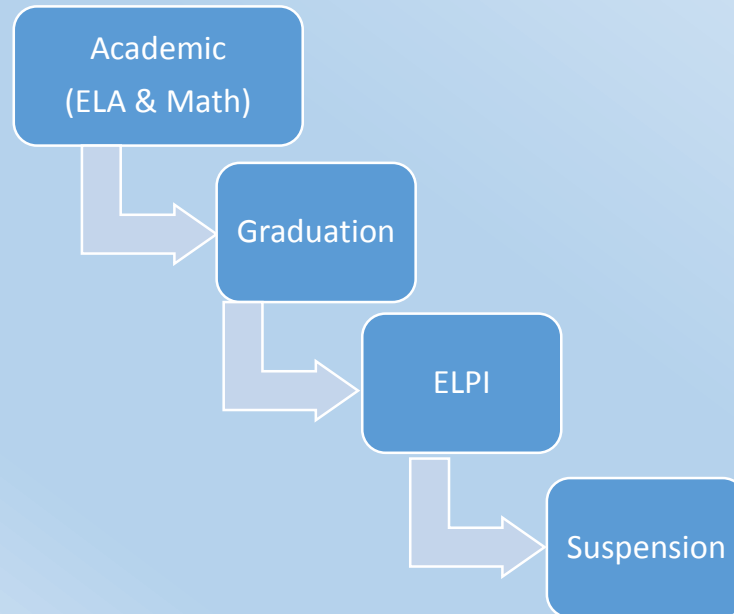 Academic
(ELA & Math)
Graduation
ELPI
Suspension